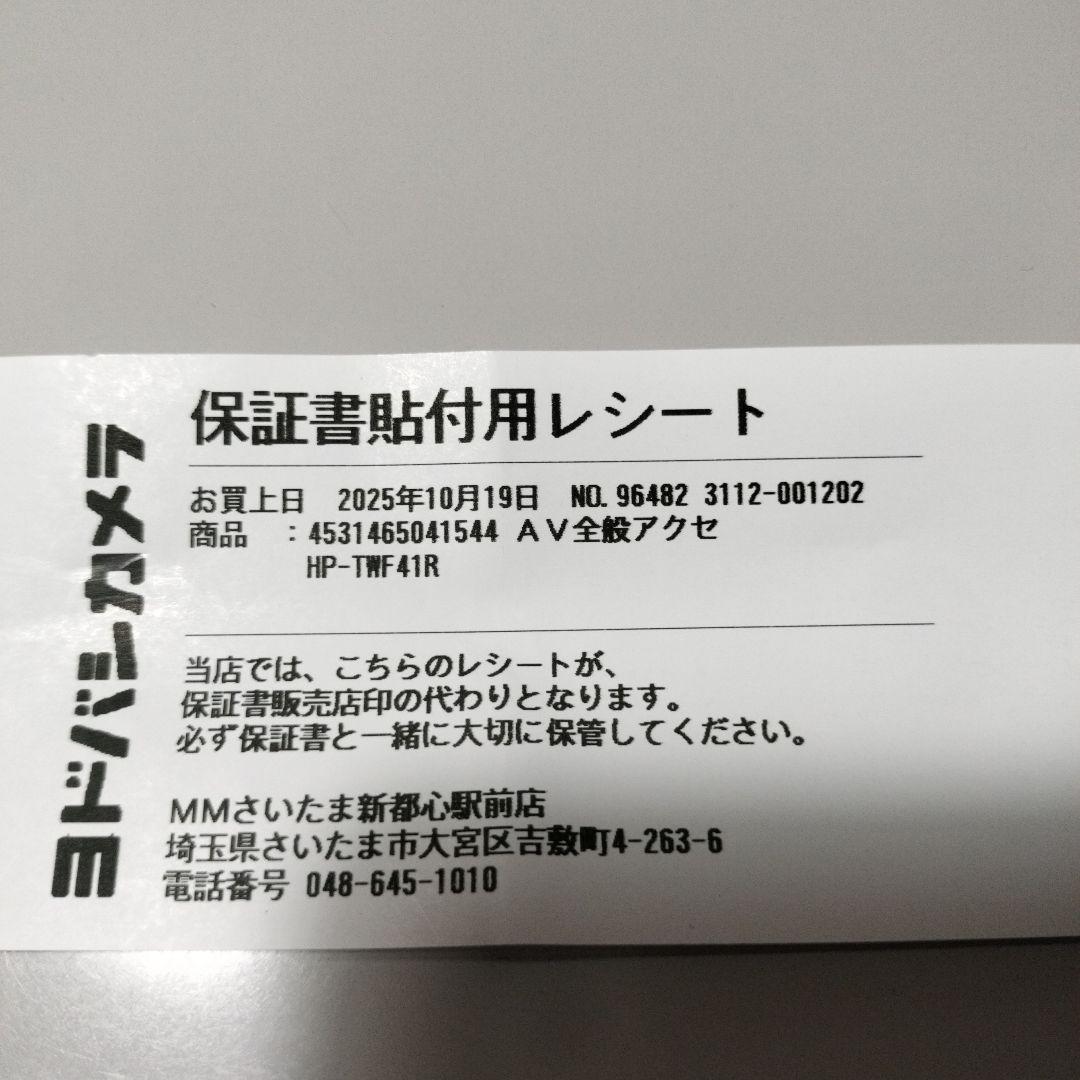 ヨドバシカメラ
保証書貼付用レシート
お買上日 2025年10月19日 NO. 96482 3112-001202
商品 :4531465041544 AV全般アクセ
HP-TWF41R
当店では、こちらのレシートが、
保証書販売店印の代わりとなります。
必ず保証書と一緒に大切に保管してください。
MMさいたま新都心駅前店
埼玉県さいたま市大宮区吉敷町4-263-6
電話番号 048-645-1010